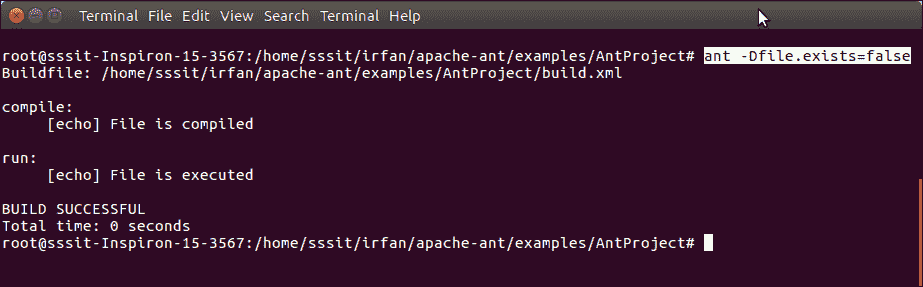 Terminal File Edit View Search Terminal Help
root@sssit-Inspiron-15-3567:/home/sssit/irfan/apache-ant/examples/AntProject# ant -Dfile.exists=false
Buildfile: /home/sssit/irfan/apache-ant/examples/AntProject/build.xml
compile:
[echo] File is compiled
run:
[echo] File is executed
BUILD SUCCESSFUL
Total time: 0 seconds
root@sssit-Inspiron-15-3567:/home/sssit/irfan/apache-ant/examples/AntProject#